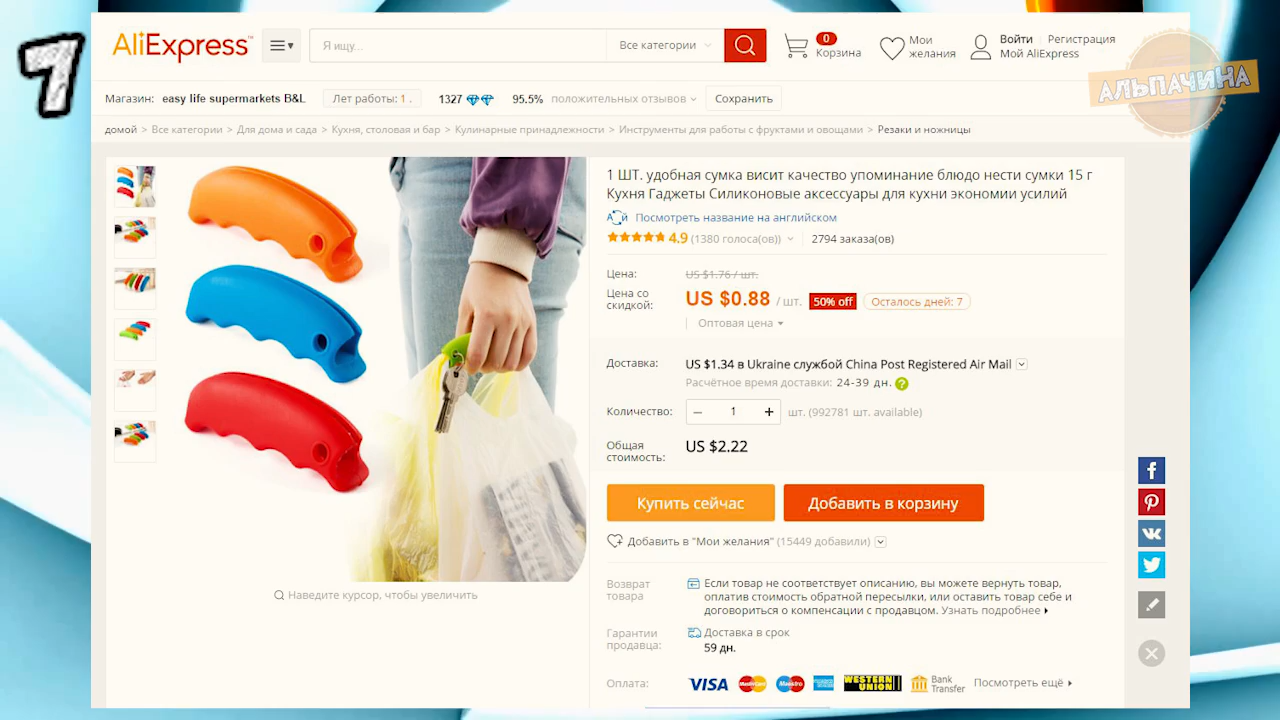 7
AliExpress™
Я ищу...
Все категории
0
Корзина
Мои желания
Войти | Регистрация
Мой AliExpress
АЛЬПАЧИНА
Магазин: easy life supermarkets B&L
Лет работы: 1 .
1327
95.5% положительных отзывов
Сохранить
домой > Все категории > Для дома и сада > Кухня, столовая и бар > Кулинарные принадлежности > Инструменты для работы с фруктами и овощами > Резаки и ножницы
1 ШТ. удобная сумка висит качество упоминание блюдо нести сумки 15 г
Кухня Гаджеты Силиконовые аксессуары для кухни экономии усилий
Посмотреть название на английском
4.9 (1380 голоса(ов)) 2794 заказа(ов)
Цена: US $1.76 / шт.
Цена со скидкой: US $0.88 / шт. 50% off Осталось дней: 7
Оптовая цена
Доставка: US $1.34 в Ukraine службой China Post Registered Air Mail
Расчётное время доставки: 24-39 дн. ?
Количество: – 1 + шт. (992781 шт. available)
Общая стоимость: US $2.22
Купить сейчас
Добавить в корзину
Добавить в "Мои желания" (15449 добавили)
Возврат товара
Если товар не соответствует описанию, вы можете вернуть товар,
оплатив стоимость обратной пересылки, или оставить товар себе и
договориться о компенсации с продавцом. Узнать подробнее
Гарантии продавца:
Доставка в срок
59 дн.
Оплата: VISA MasterCard Maestro WESTERN UNION Bank Transfer Посмотреть ещё
Наведите курсор, чтобы увеличить